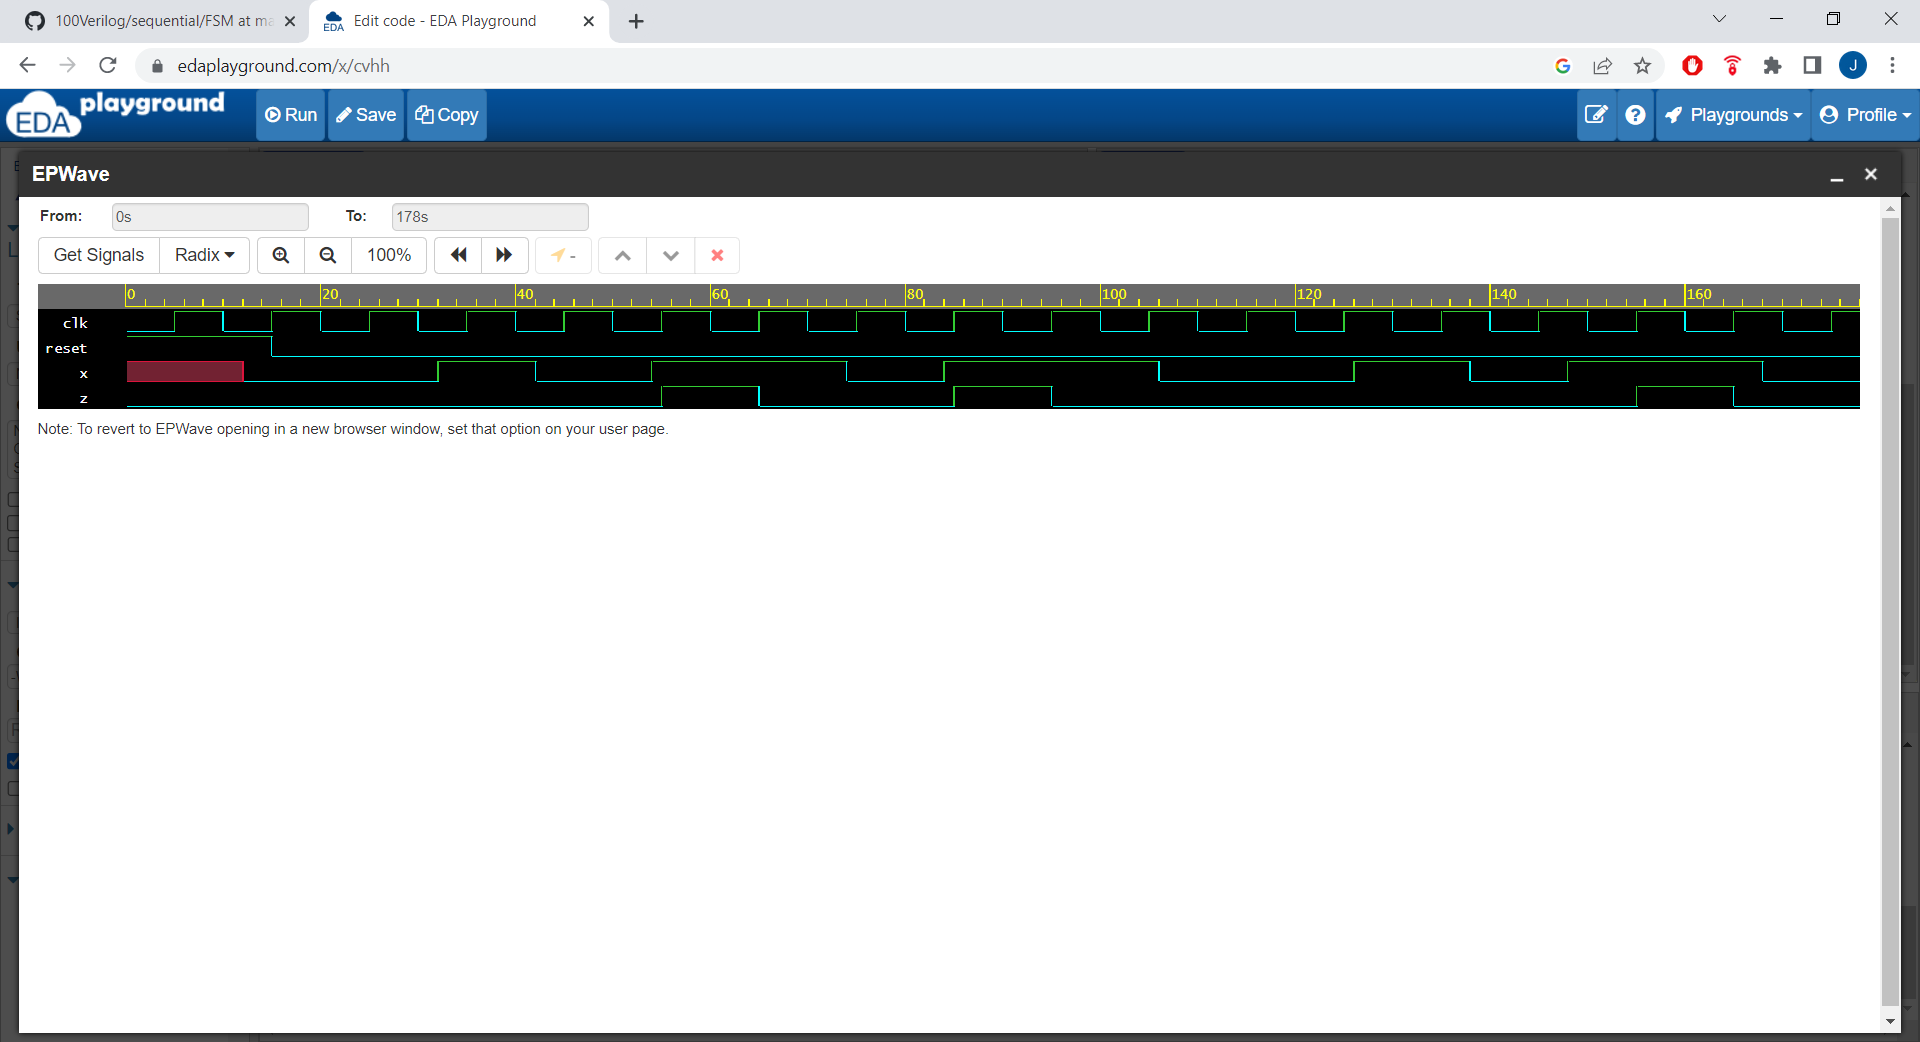 100Verilog/sequential/FSM at ma
Edit code - EDA Playground
edaplayground.com/x/cvhh
J
EDA playground
Run Save Copy
Playgrounds Profile
EPWave
From: 0s To: 178s
Get Signals Radix 100% -
0 20 40 60 80 100 120 140 160
clk
reset
x
z
Note: To revert to EPWave opening in a new browser window, set that option on your user page.